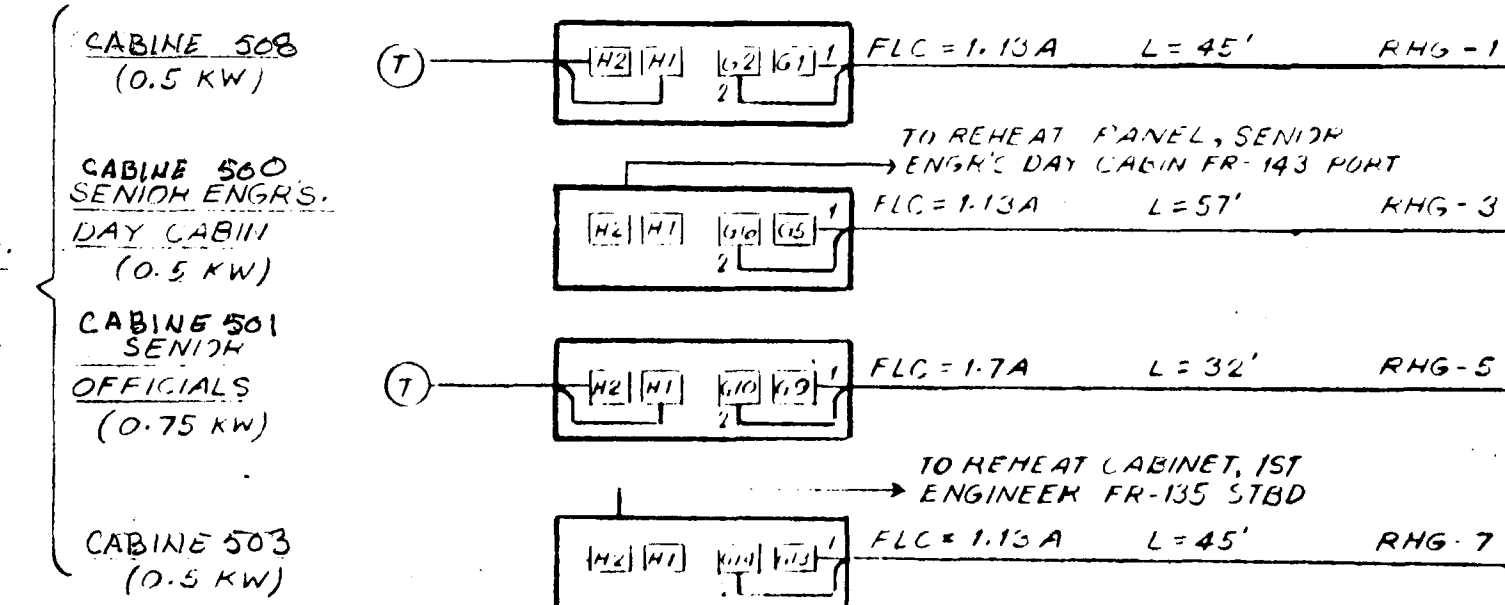 CABINE 508
(0.5 KW)
T
H2 H1 G2 G1 1
2
FLC = 1.13A L = 45' RHG - 1
TO REHEAT PANEL, SENIOR
ENGR'S DAY CABIN FR-143 PORT
CABINE 500
SENIOR ENGRS.
DAY CABIN
(0.5 KW)
H2 H1 G6 G5 1
2
FLC = 1.13A L = 57' RHG - 3
CABINE 501
SENIOR
OFFICIALS
(0.75 KW)
T
H2 H1 G10 G9 1
2
FLC = 1.7A L = 32' RHG - 5
TO REHEAT CABINET, 1ST
ENGINEER FR-135 STBD
CABINE 503
(0.5 KW)
H2 H1 G14 G13 1
FLC = 1.13A L = 45' RHG - 7